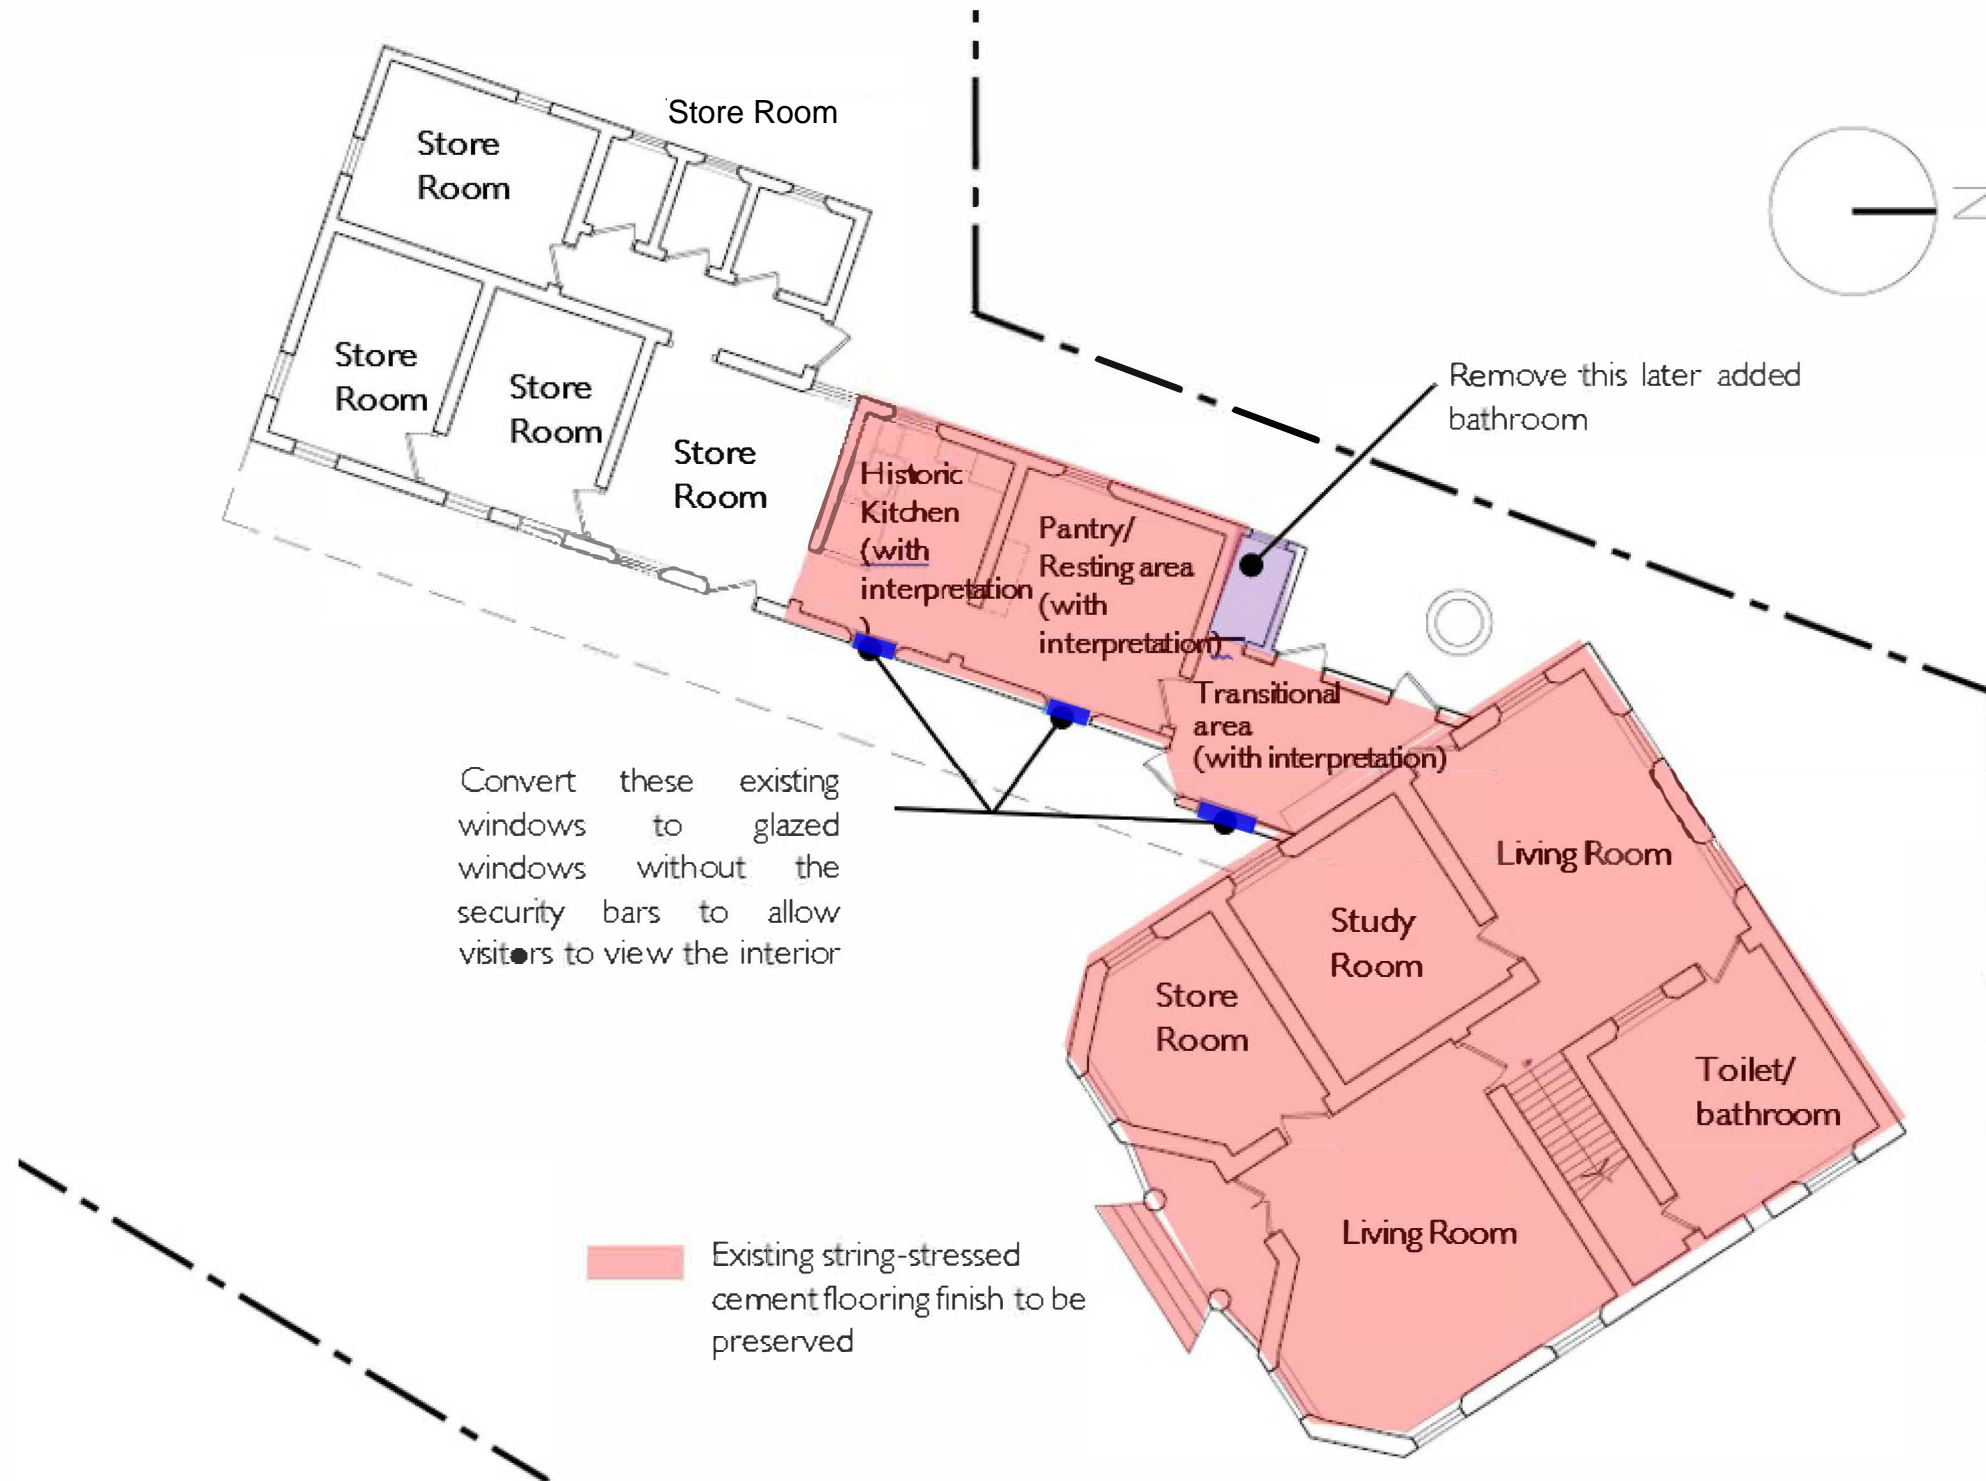 Store Room
Store
Room
N
Store
Room
Store
Room
Store
Room
Remove this later added
bathroom
Historic
Kitchen
(with
interpretation
)
Pantry/
Resting area
(with
interpretation)
Transitional
area
(with interpretation)
Convert these existing
windows to glazed
windows without the
security bars to allow
visitors to view the interior
Living Room
Study
Room
Store
Room
Toilet/
bathroom
Living Room
Existing string-stressed
cement flooring finish to be
preserved